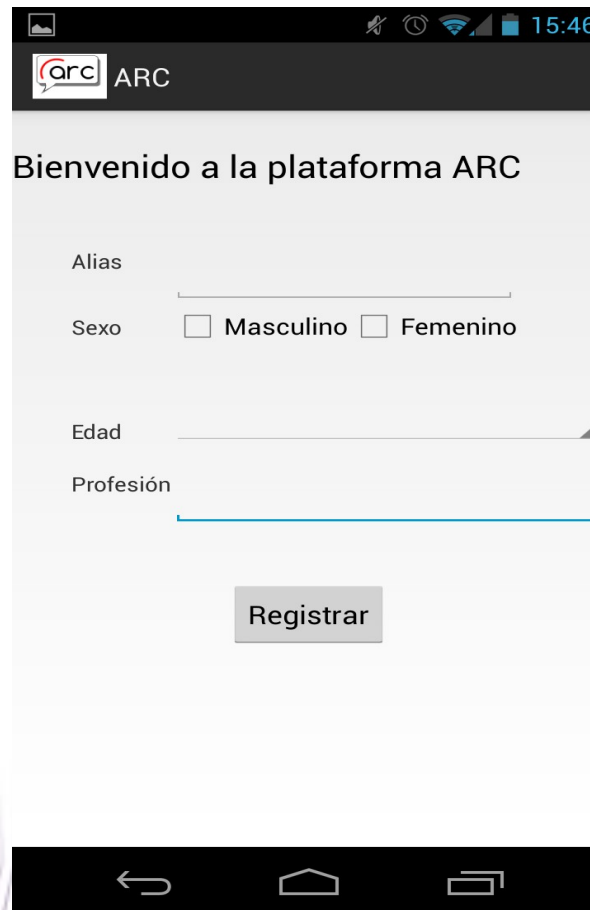 15:46
arc ARC
Bienvenido a la plataforma ARC
Alias
Sexo Masculino Femenino
Edad
Profesión
Registrar